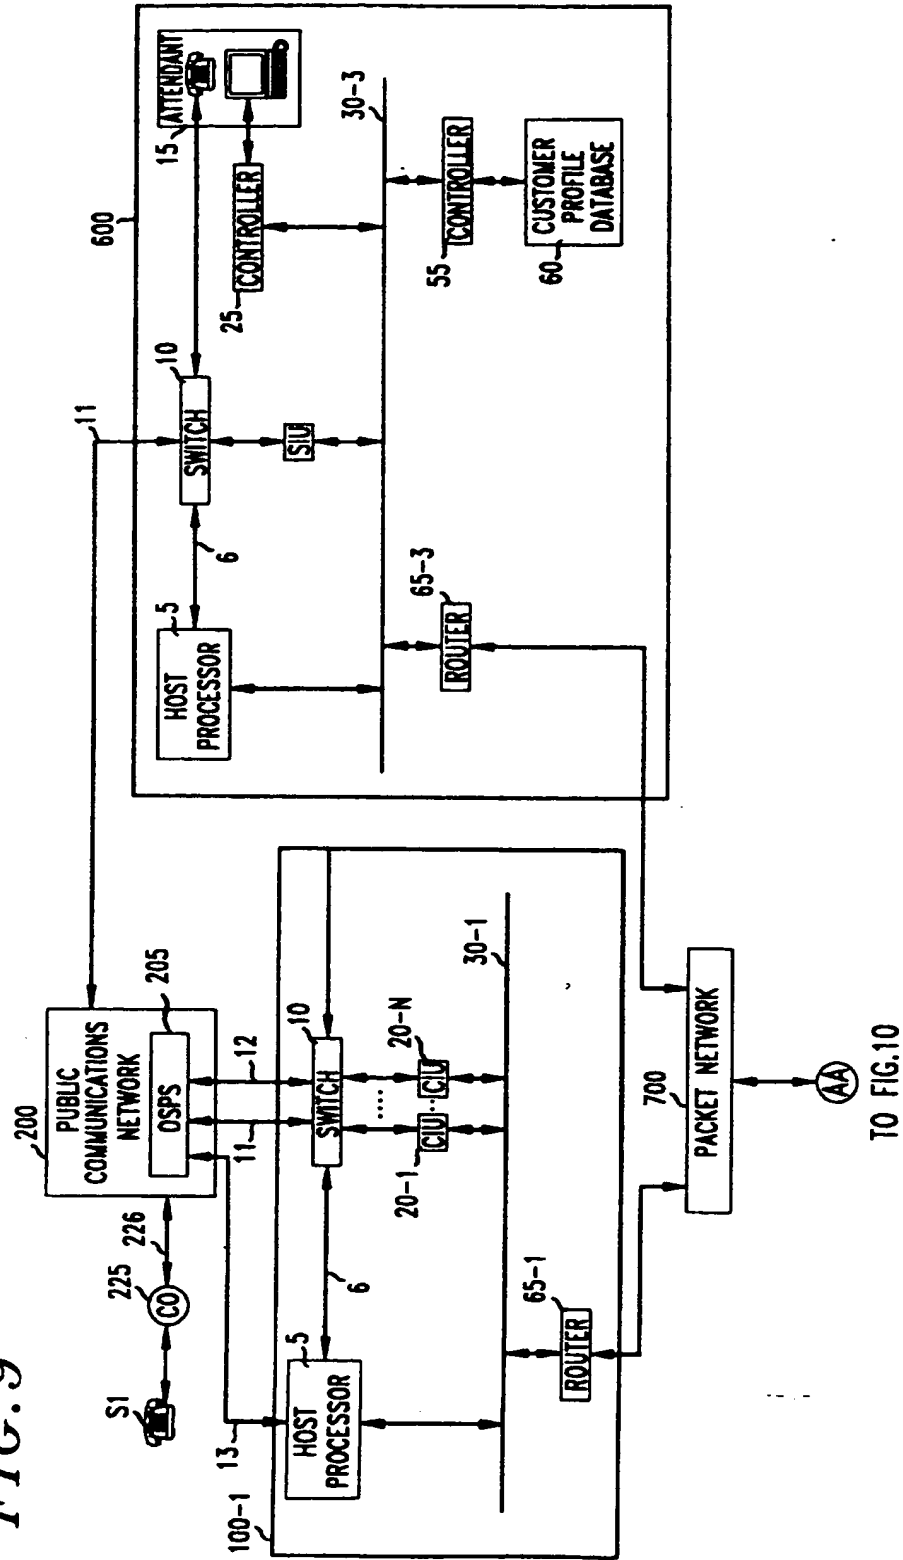 FIG. 9
S1
225
CO
226
200
PUBLIC
COMMUNICATIONS
NETWORK
OSPS
205
11
12
13
11
100-1
HOST
PROCESSOR
5
6
SWITCH
10
20-1
CIU
...
....
CIU
20-N
30-1
ROUTER
65-1
600
HOST
PROCESSOR
5
6
SWITCH
10
SIU
15
ATTENDANT
25
CONTROLLER
30-3
ROUTER
65-3
55
CONTROLLER
60
CUSTOMER
PROFILE
DATABASE
700
PACKET NETWORK
AA
TO FIG.10